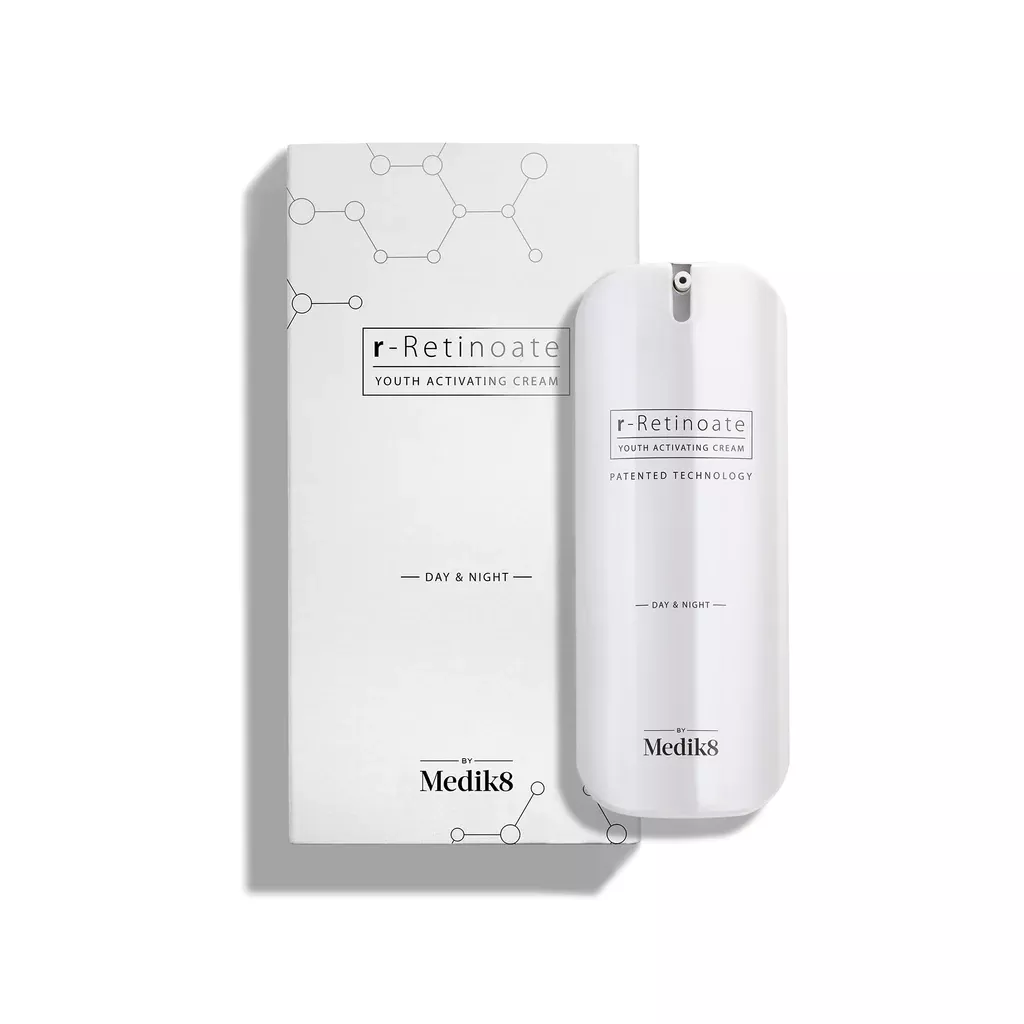 r-Retinoate
YOUTH ACTIVATING CREAM
DAY & NIGHT
BY
Medik8
r-Retinoate
YOUTH ACTIVATING CREAM
PATENTED TECHNOLOGY
DAY & NIGHT
BY
Medik8